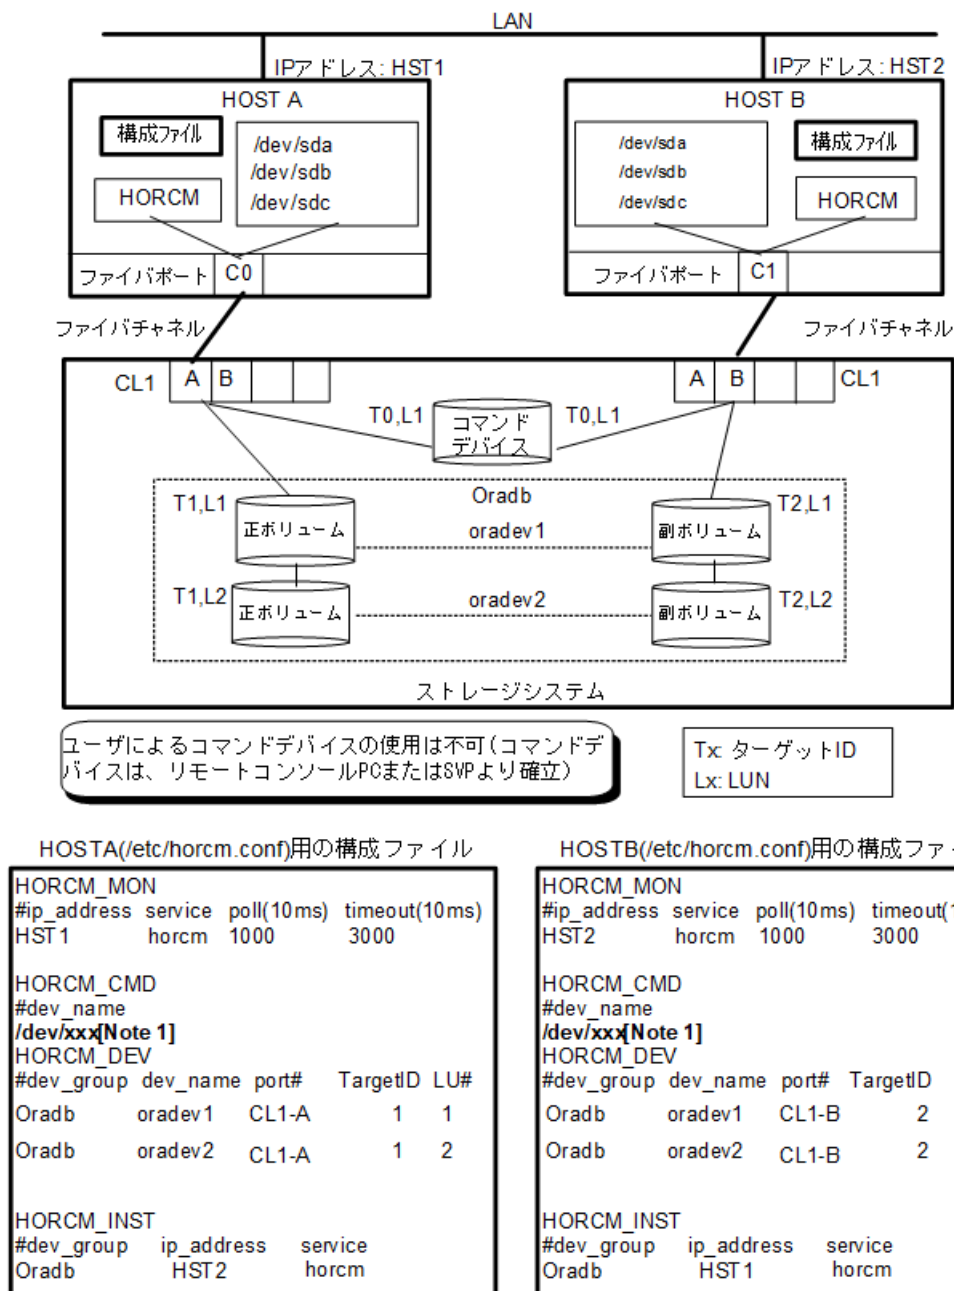 LAN
IPアドレス: HST1
IPアドレス: HST2
HOST A
構成ファイル
/dev/sda
/dev/sdb
/dev/sdc
HORCM
ファイバポート
C0
HOST B
/dev/sda
/dev/sdb
/dev/sdc
構成ファイル
HORCM
ファイバポート
C1
ファイバチャネル
ファイバチャネル
CL1
A
B
A
B
CL1
T0,L1
コマンド
デバイス
T0,L1
Oradb
T1,L1
正ボリューム
oradev1
副ボリューム
T2,L1
T1,L2
正ボリューム
oradev2
副ボリューム
T2,L2
ストレージシステム
ユーザによるコマンドデバイスの使用は不可(コマンドデ
バイスは、リモートコンソールPCまたはSVPより確立)
Tx: ターゲットID
Lx: LUN
HOSTA(/etc/horcm.conf)用の構成ファイル
HORCM_MON
#ip_address service poll(10ms) timeout(10ms)
HST1 horcm 1000 3000
HORCM_CMD
#dev_name
/dev/xxx[Note 1]
HORCM_DEV
#dev_group dev_name port# TargetID LU#
Oradb oradev1 CL1-A 1 1
Oradb oradev2 CL1-A 1 2
HORCM_INST
#dev_group ip_address service
Oradb HST2 horcm
HOSTB(/etc/horcm.conf)用の構成ファ
HORCM_MON
#ip_address service poll(10ms) timeout(
HST2 horcm 1000 3000
HORCM_CMD
#dev_name
/dev/xxx[Note 1]
HORCM_DEV
#dev_group dev_name port# TargetID
Oradb oradev1 CL1-B 2
Oradb oradev2 CL1-B 2
HORCM_INST
#dev_group ip_address service
Oradb HST1 horcm